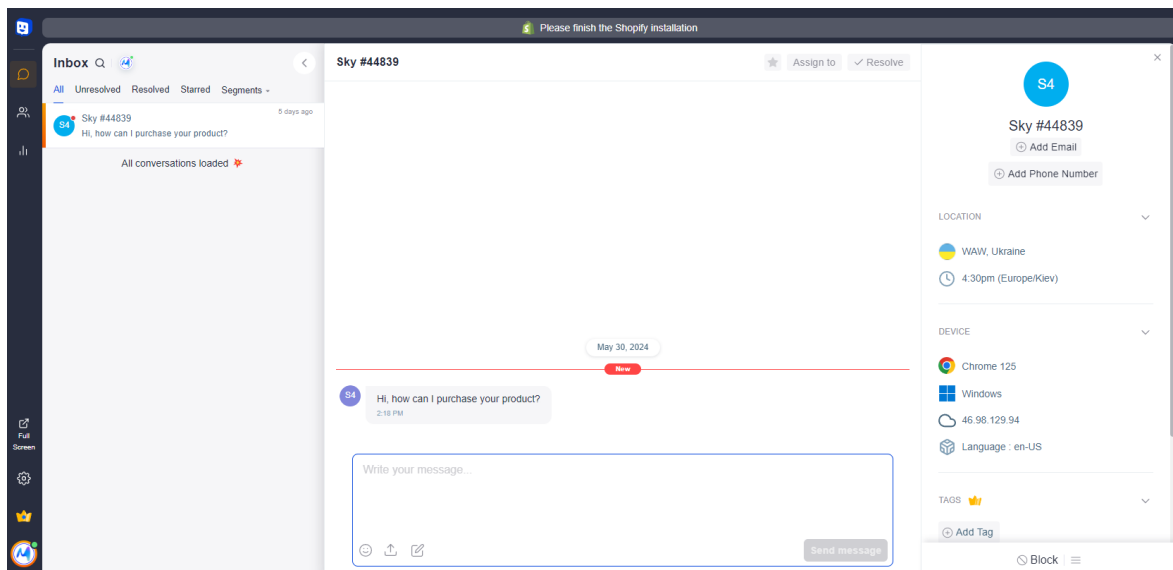 Please finish the Shopify installation
Inbox
All Unresolved Resolved Starred Segments
S4
Sky #44839
5 days ago
Hi, how can I purchase your product?
All conversations loaded
Full
Screen
Sky #44839
Assign to
Resolve
May 30, 2024
New
S4
Hi, how can I purchase your product?
2:18 PM
Write your message...
Send message
S4
Sky #44839
Add Email
Add Phone Number
LOCATION
WAW, Ukraine
4:30pm (Europe/Kiev)
DEVICE
Chrome 125
Windows
46.98.129.94
Language : en-US
TAGS
Add Tag
Block